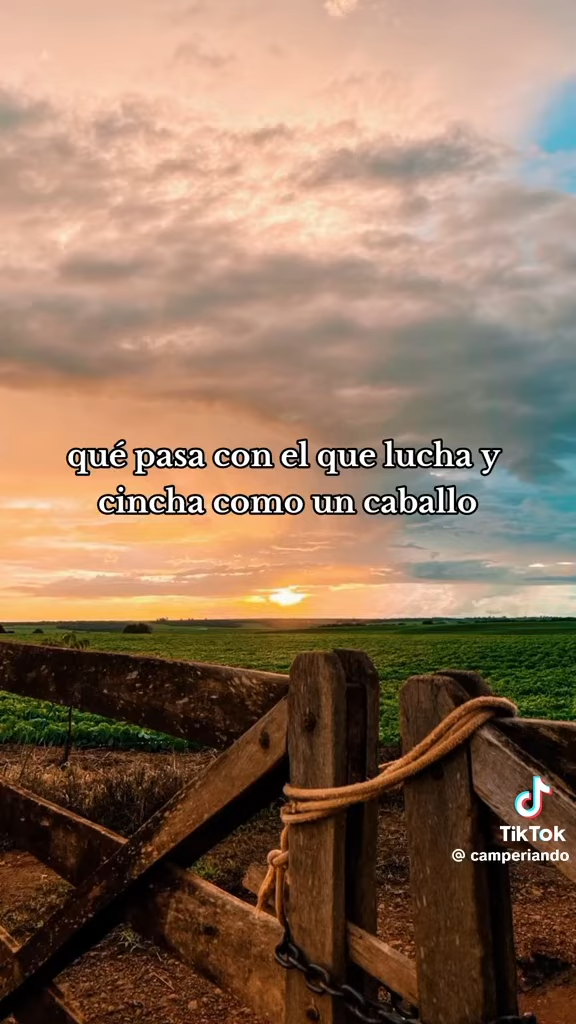 qué pasa con el que lucha y
cincha como un caballo
TikTok
@ camperiando